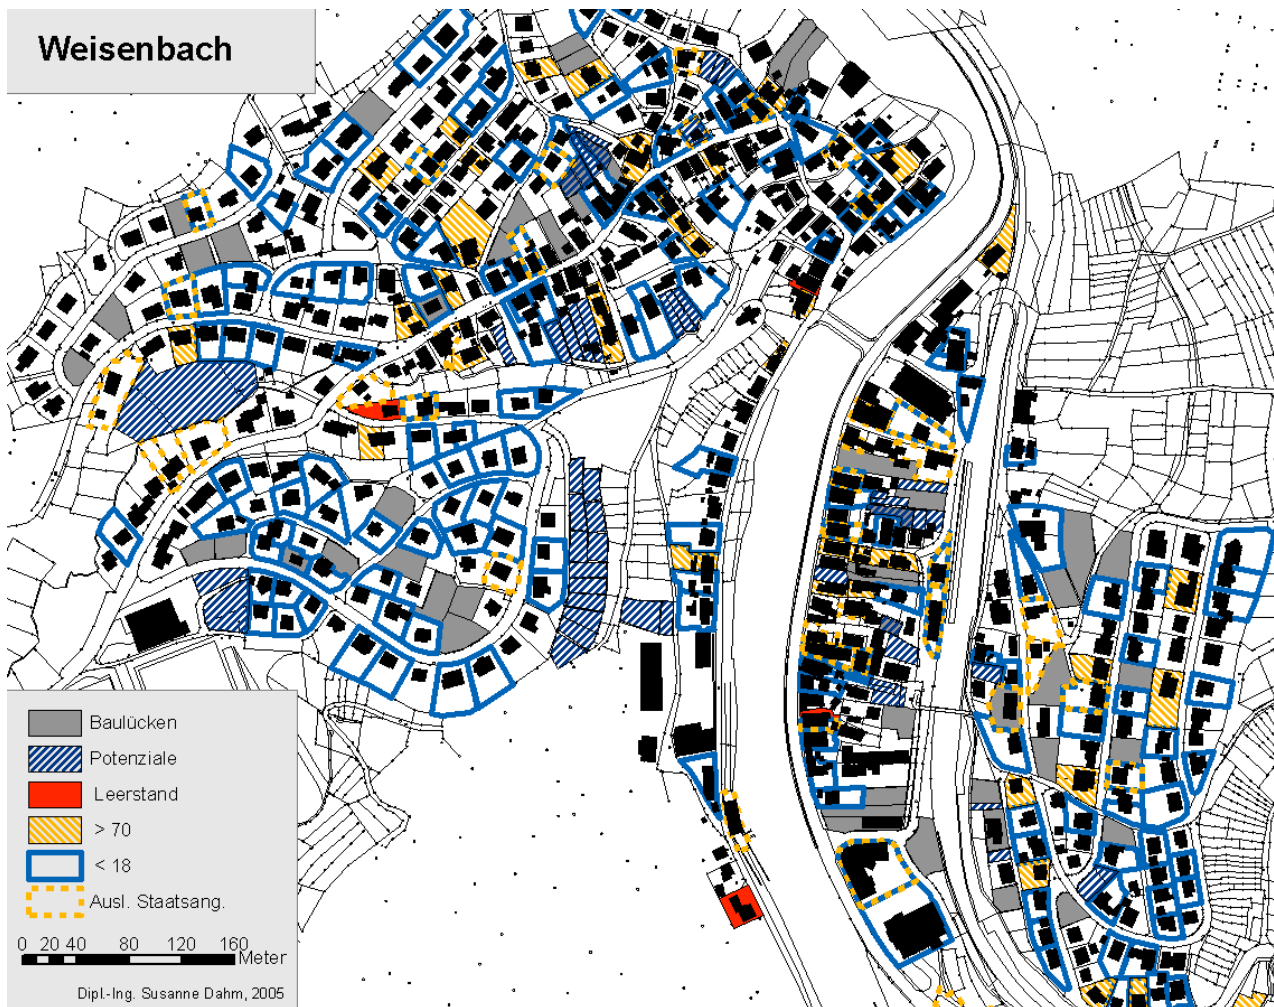 Weisenbach
Baulücken
Potenziale
Leerstand
> 70
< 18
Ausl. Staatsang.
0 20 40 80 120 160
Meter
Dipl.-Ing. Susanne Dahm, 2005